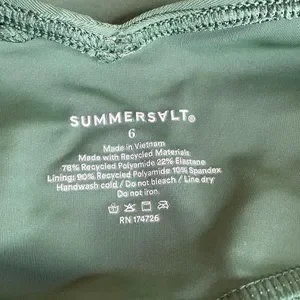 SUMMERSALT®
6
Made in Vietnam
Made with Recycled Materials
78% Recycled Polyamide 22% Elastane
Lining: 90% Recycled Polyamide 10% Spandex
Handwash cold / Do not bleach / Line dry
Do not iron.
RN 174726